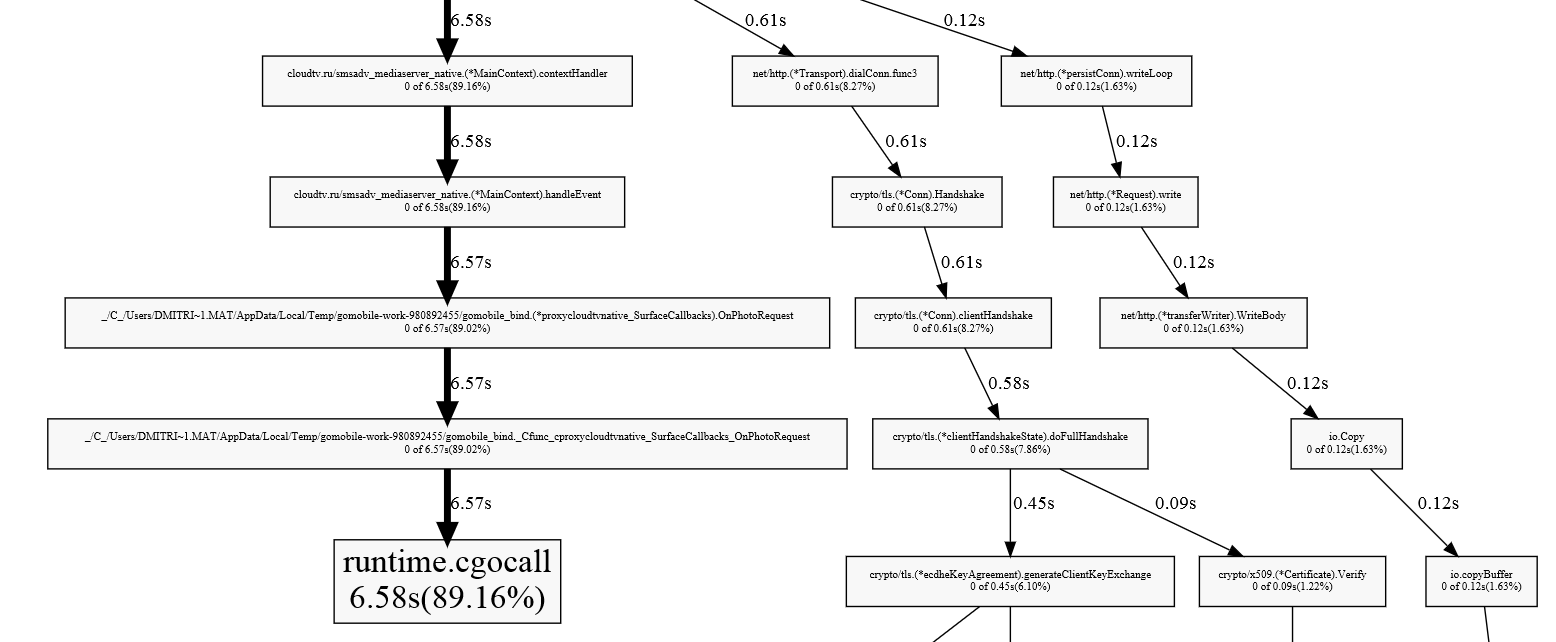 6.58s
0.61s
0.12s
cloudtv.ru/smsadv_mediaserver_native.(*MainContext).contextHandler
0 of 6.58s(89.16%)
net/http.(*Transport).dialConn.func3
0 of 0.61s(8.27%)
net/http.(*persistConn).writeLoop
0 of 0.12s(1.63%)
6.58s
0.61s
0.12s
cloudtv.ru/smsadv_mediaserver_native.(*MainContext).handleEvent
0 of 6.58s(89.16%)
crypto/tls.(*Conn).Handshake
0 of 0.61s(8.27%)
net/http.(*Request).write
0 of 0.12s(1.63%)
6.57s
0.61s
0.12s
_/C_/Users/DMITRI~1.MAT/AppData/Local/Temp/gomobile-work-980892455/gomobile_bind.(*proxycloudtvnative_SurfaceCallbacks).OnPhotoRequest
0 of 6.57s(89.02%)
crypto/tls.(*Conn).clientHandshake
0 of 0.61s(8.27%)
net/http.(*transferWriter).WriteBody
0 of 0.12s(1.63%)
6.57s
0.58s
0.12s
_/C_/Users/DMITRI~1.MAT/AppData/Local/Temp/gomobile-work-980892455/gomobile_bind._Cfunc_cproxycloudtvnative_SurfaceCallbacks_OnPhotoRequest
0 of 6.57s(89.02%)
crypto/tls.(*clientHandshakeState).doFullHandshake
0 of 0.58s(7.86%)
io.Copy
0 of 0.12s(1.63%)
6.57s
0.45s
0.09s
0.12s
runtime.cgocall
6.58s(89.16%)
crypto/tls.(*ecdheKeyAgreement).generateClientKeyExchange
0 of 0.45s(6.10%)
crypto/x509.(*Certificate).Verify
0 of 0.09s(1.22%)
io.copyBuffer
0 of 0.12s(1.63%)